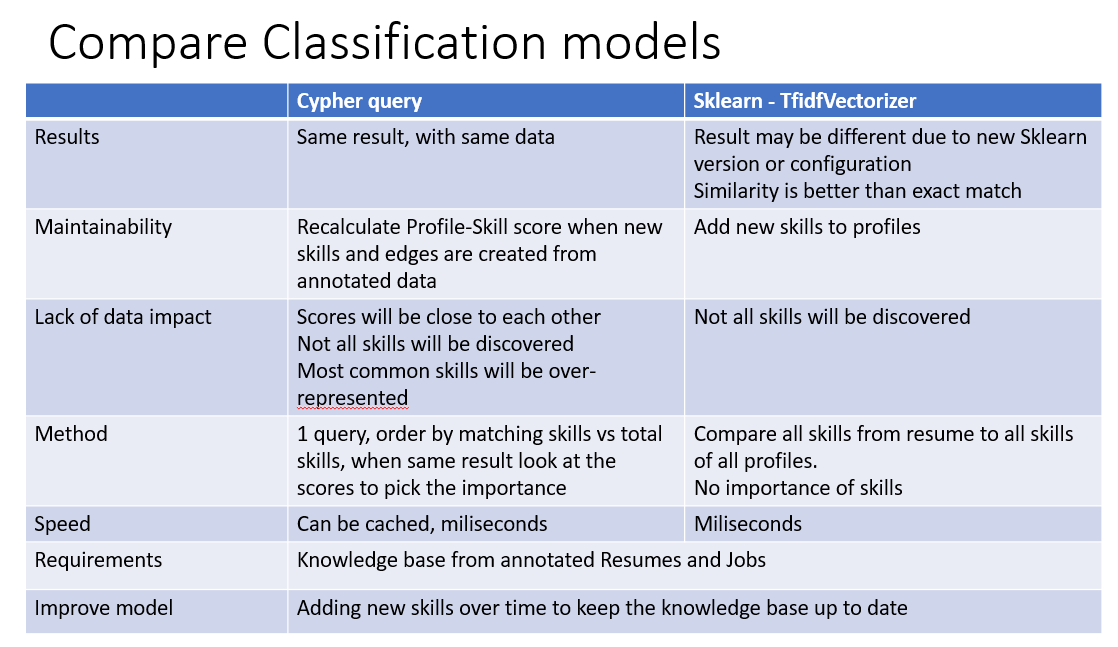 Compare Classification models
Cypher query
Sklearn - TfidfVectorizer
Results
Same result, with same data
Result may be different due to new Sklearn
version or configuration
Similarity is better than exact match
Maintainability
Recalculate Profile-Skill score when new
skills and edges are created from
annotated data
Add new skills to profiles
Lack of data impact
Scores will be close to each other
Not all skills will be discovered
Most common skills will be over-
represented
Not all skills will be discovered
Method
1 query, order by matching skills vs total
skills, when same result look at the
scores to pick the importance
Compare all skills from resume to all skills
of all profiles.
No importance of skills
Speed
Can be cached, miliseconds
Miliseconds
Requirements
Knowledge base from annotated Resumes and Jobs
Improve model
Adding new skills over time to keep the knowledge base up to date